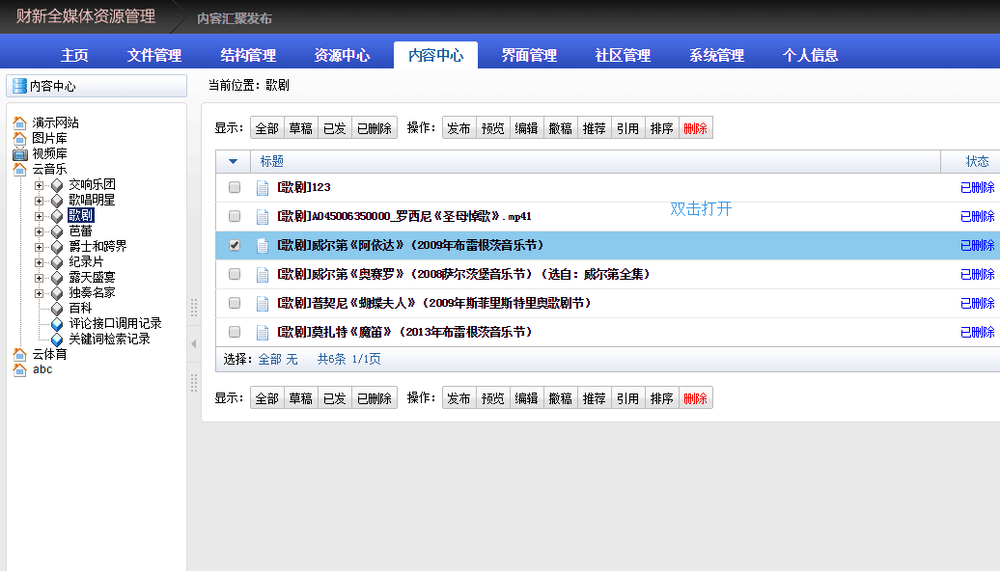 财新全媒体资源管理 内容汇聚发布
主页 文件管理 结构管理 资源中心 内容中心 界面管理 社区管理 系统管理 个人信息
内容中心
当前位置：歌剧
演示网站
图片库
视频库
云音乐
交响乐团
歌唱明星
歌剧
芭蕾
爵士和跨界
纪录片
露天盛宴
独奏名家
百科
评论接口调用记录
关键词检索记录
云体育
abc
显示： 全部 草稿 已发 已删除 操作： 发布 预览 编辑 撤稿 推荐 引用 排序 删除
标题 状态
[歌剧]123 已删除
[歌剧]A045006350000_罗西尼《圣母悼歌》.mp41 已删除
双击打开
[歌剧]威尔第《阿依达》（2009年布雷根茨音乐节） 已删除
[歌剧]威尔第《奥赛罗》（2008萨尔茨堡音乐节）（选自：威尔第全集） 已删除
[歌剧]普契尼《蝴蝶夫人》（2009年斯菲里斯特里奥歌剧节） 已删除
[歌剧]莫扎特《魔笛》（2013年布雷根茨音乐节） 已删除
选择：全部 无 共6条 1/1页
显示： 全部 草稿 已发 已删除 操作： 发布 预览 编辑 撤稿 推荐 引用 排序 删除